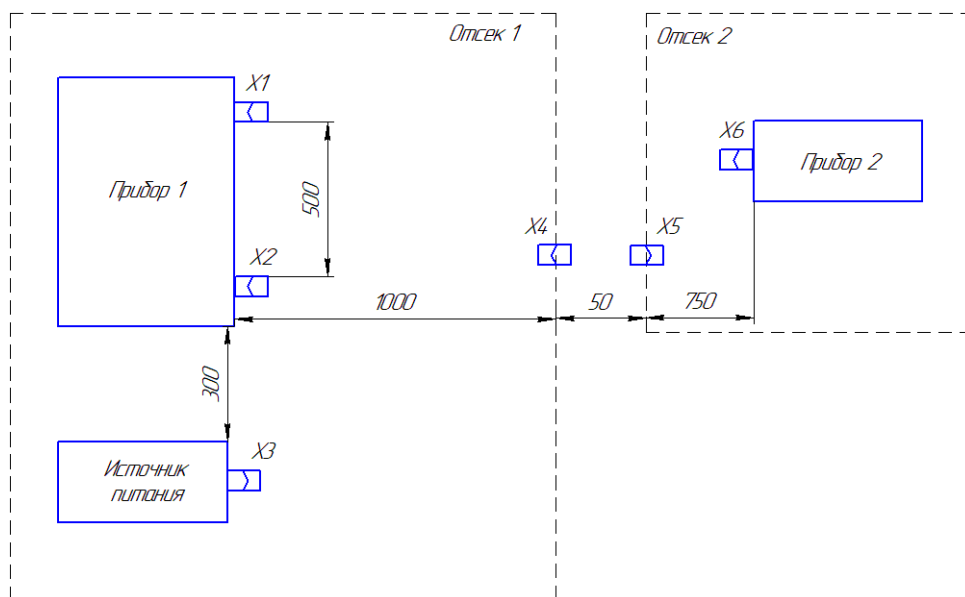 Отсек 1
Отсек 2
X1
Прибор 1
500
X2
X6
Прибор 2
X4
X5
1000
50
750
300
X3
Источник
питания